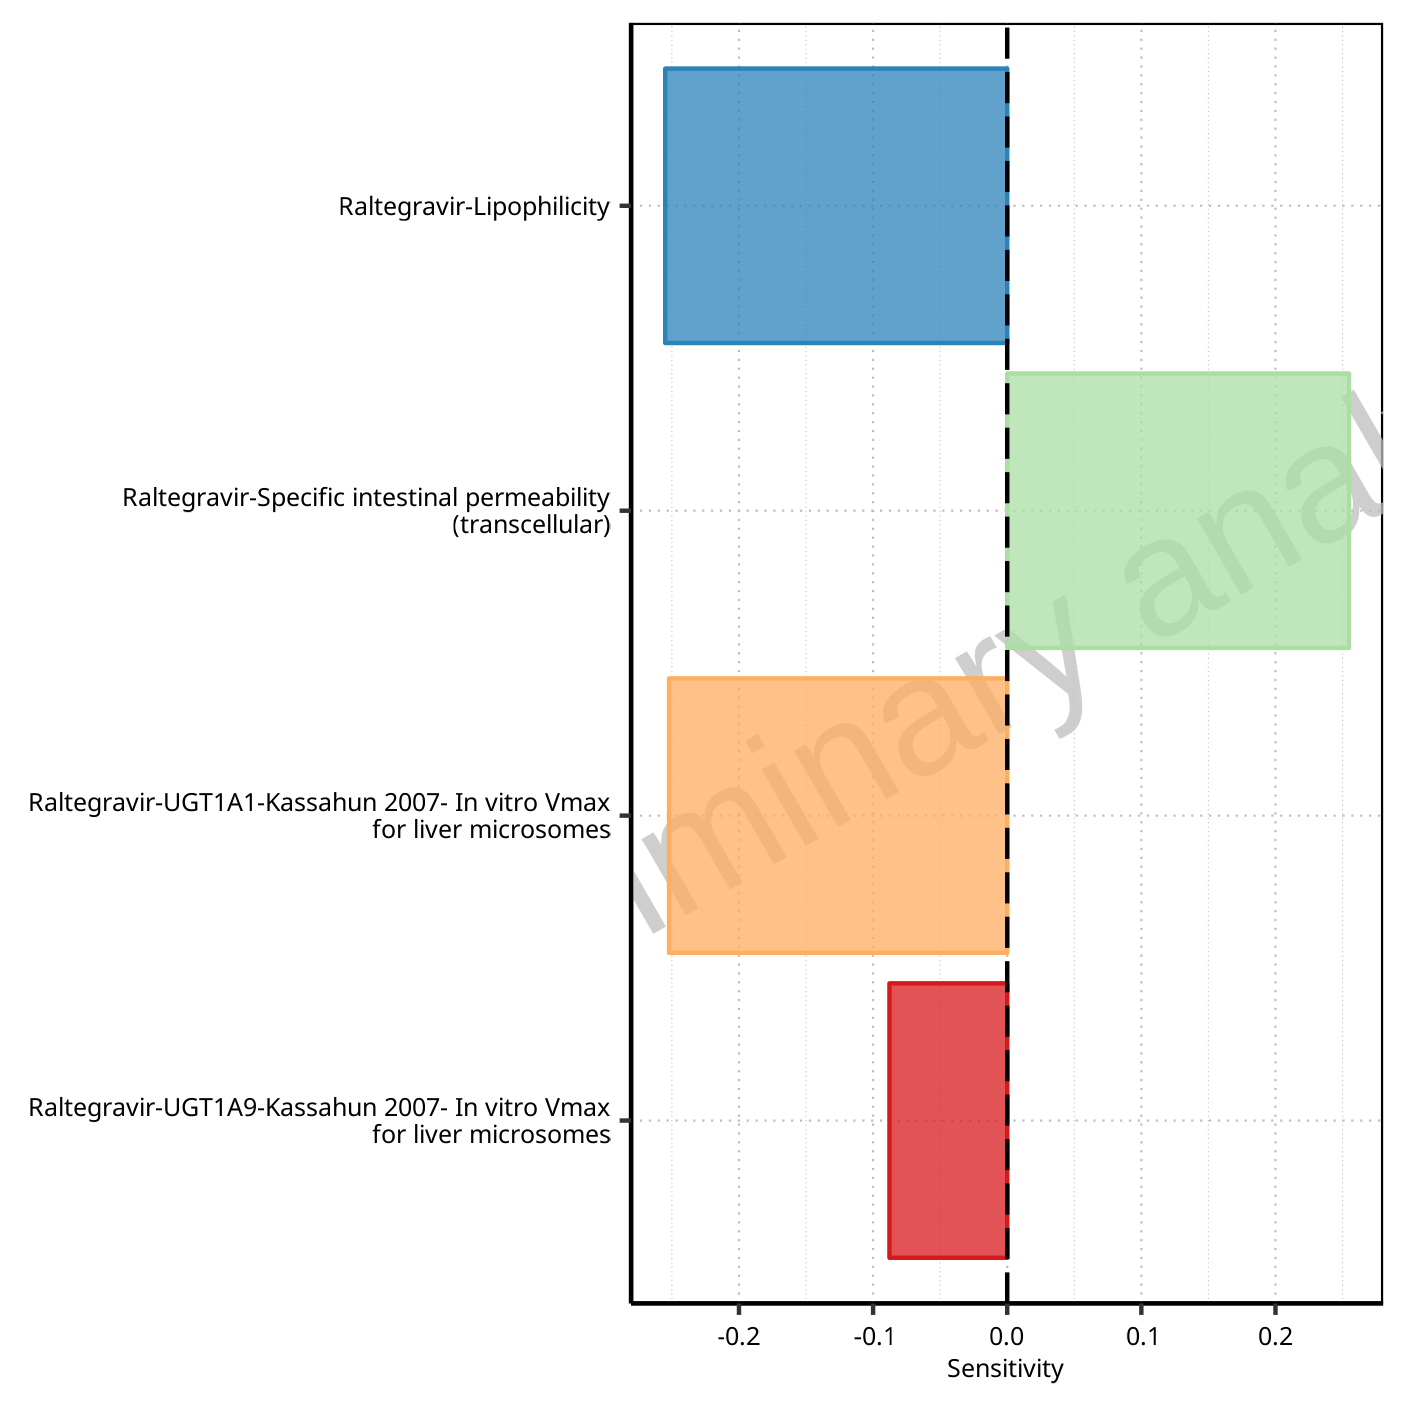 Raltegravir-Lipophilicity
Raltegravir-Specific intestinal permeability
(transcellular)
Raltegravir-UGT1A1-Kassahun 2007- In vitro Vmax
for liver microsomes
Raltegravir-UGT1A9-Kassahun 2007- In vitro Vmax
for liver microsomes
minary anal
-0.2 -0.1 0.0 0.1 0.2
Sensitivity